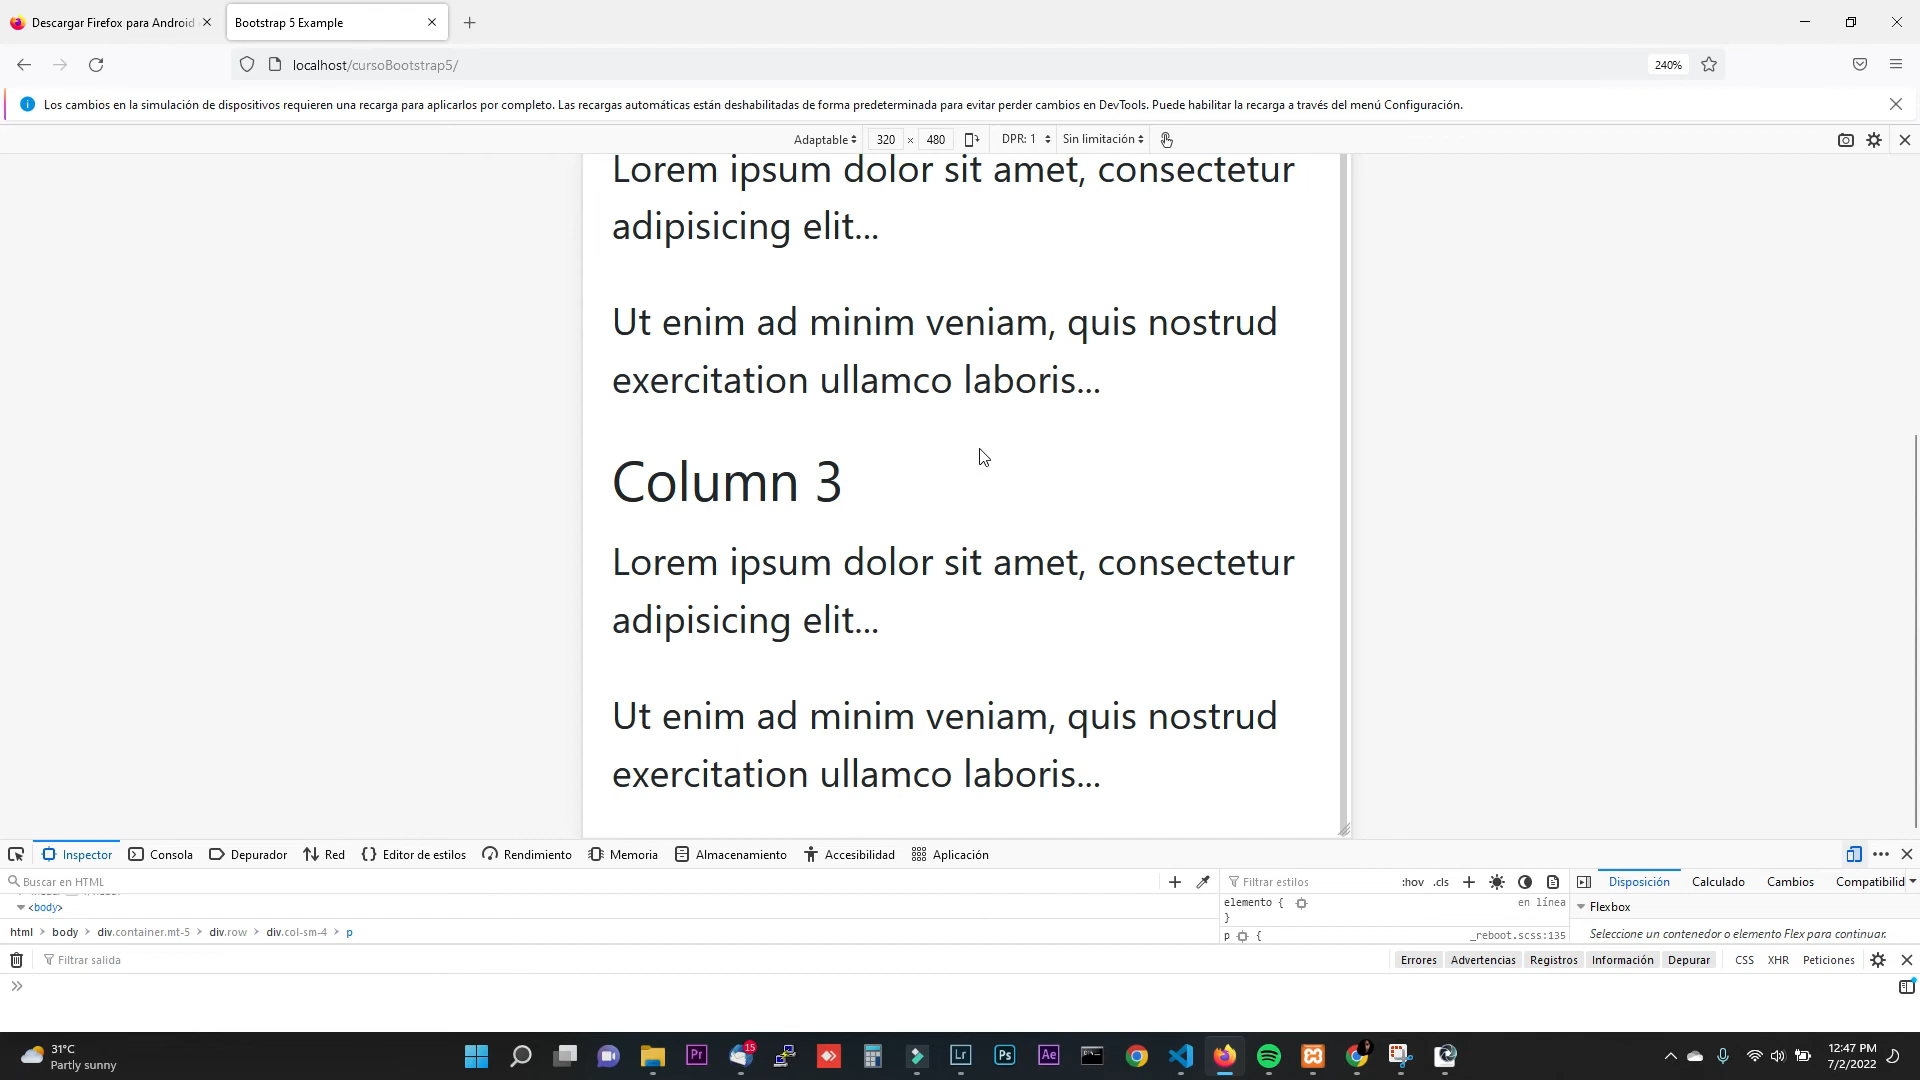 Descargar Firefox para Android
Bootstrap 5 Example
localhost/cursoBootstrap5/
240%
Los cambios en la simulación de dispositivos requieren una recarga para aplicarlos por completo. Las recargas automáticas están deshabilitadas de forma predeterminada para evitar perder cambios en DevTools. Puede habilitar la recarga a través del menú Configuración.
Adaptable 320 × 480 DPR: 1 Sin limitación
Lorem ipsum dolor sit amet, consectetur
adipisicing elit...
Ut enim ad minim veniam, quis nostrud
exercitation ullamco laboris...
Column 3
Lorem ipsum dolor sit amet, consectetur
adipisicing elit...
Ut enim ad minim veniam, quis nostrud
exercitation ullamco laboris...
Inspector Consola Depurador Red Editor de estilos Rendimiento Memoria Almacenamiento Accesibilidad Aplicación
Buscar en HTML
Filtrar estilos :hov .cls
Disposición Calculado Cambios Compatibilid
<body>
elemento { en línea
}
p { _reboot.scss:135
Flexbox
Seleccione un contenedor o elemento Flex para continuar.
html body div.container.mt-5 div.row div.col-sm-4 p
Filtrar salida
Errores Advertencias Registros Información Depurar CSS XHR Peticiones
31°C
Partly sunny
Pr
15
Lr
Ps
Ae
12:47 PM
7/2/2022